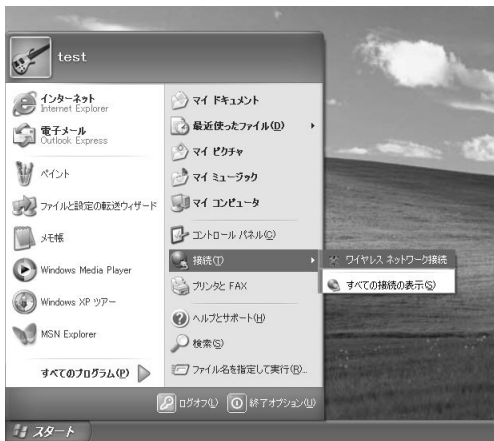 test
インターネット
Internet Explorer
電子メール
Outlook Express
ペイント
ファイルと設定の転送ウィザード
メモ帳
Windows Media Player
Windows XP ツアー
MSN Explorer
すべてのプログラム(P)
マイ ドキュメント
最近使ったファイル(D)
マイ ピクチャ
マイ ミュージック
マイ コンピュータ
コントロール パネル(C)
接続(T)
プリンタと FAX
ヘルプとサポート(H)
検索(S)
ファイル名を指定して実行(R)...
ワイヤレス ネットワーク接続
すべての接続の表示(S)
ログオフ(L)
終了オプション(U)
スタート